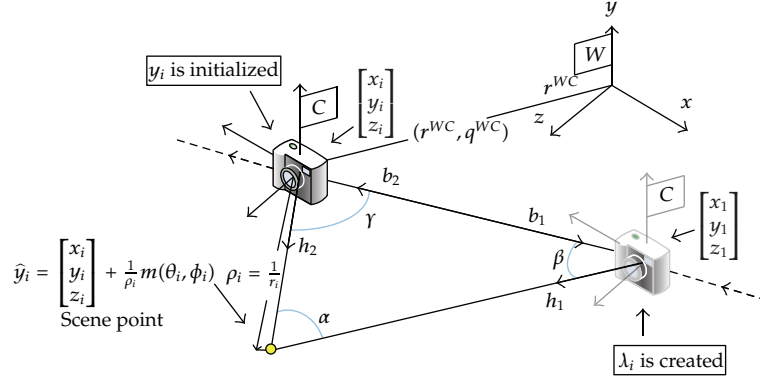 y
W
r^{WC}
x
z
y_i is initialized
C
[x_i
y_i
z_i]
(r^{WC}, q^{WC})
b_2
b_1
C
[x_1
y_1
z_1]
γ
β
h_2
h_1
ŷ_i = [x_i y_i z_i] + 1/ρ_i m(θ_i, ϕ_i) ρ_i = 1/r_i
Scene point
α
λ_i is created